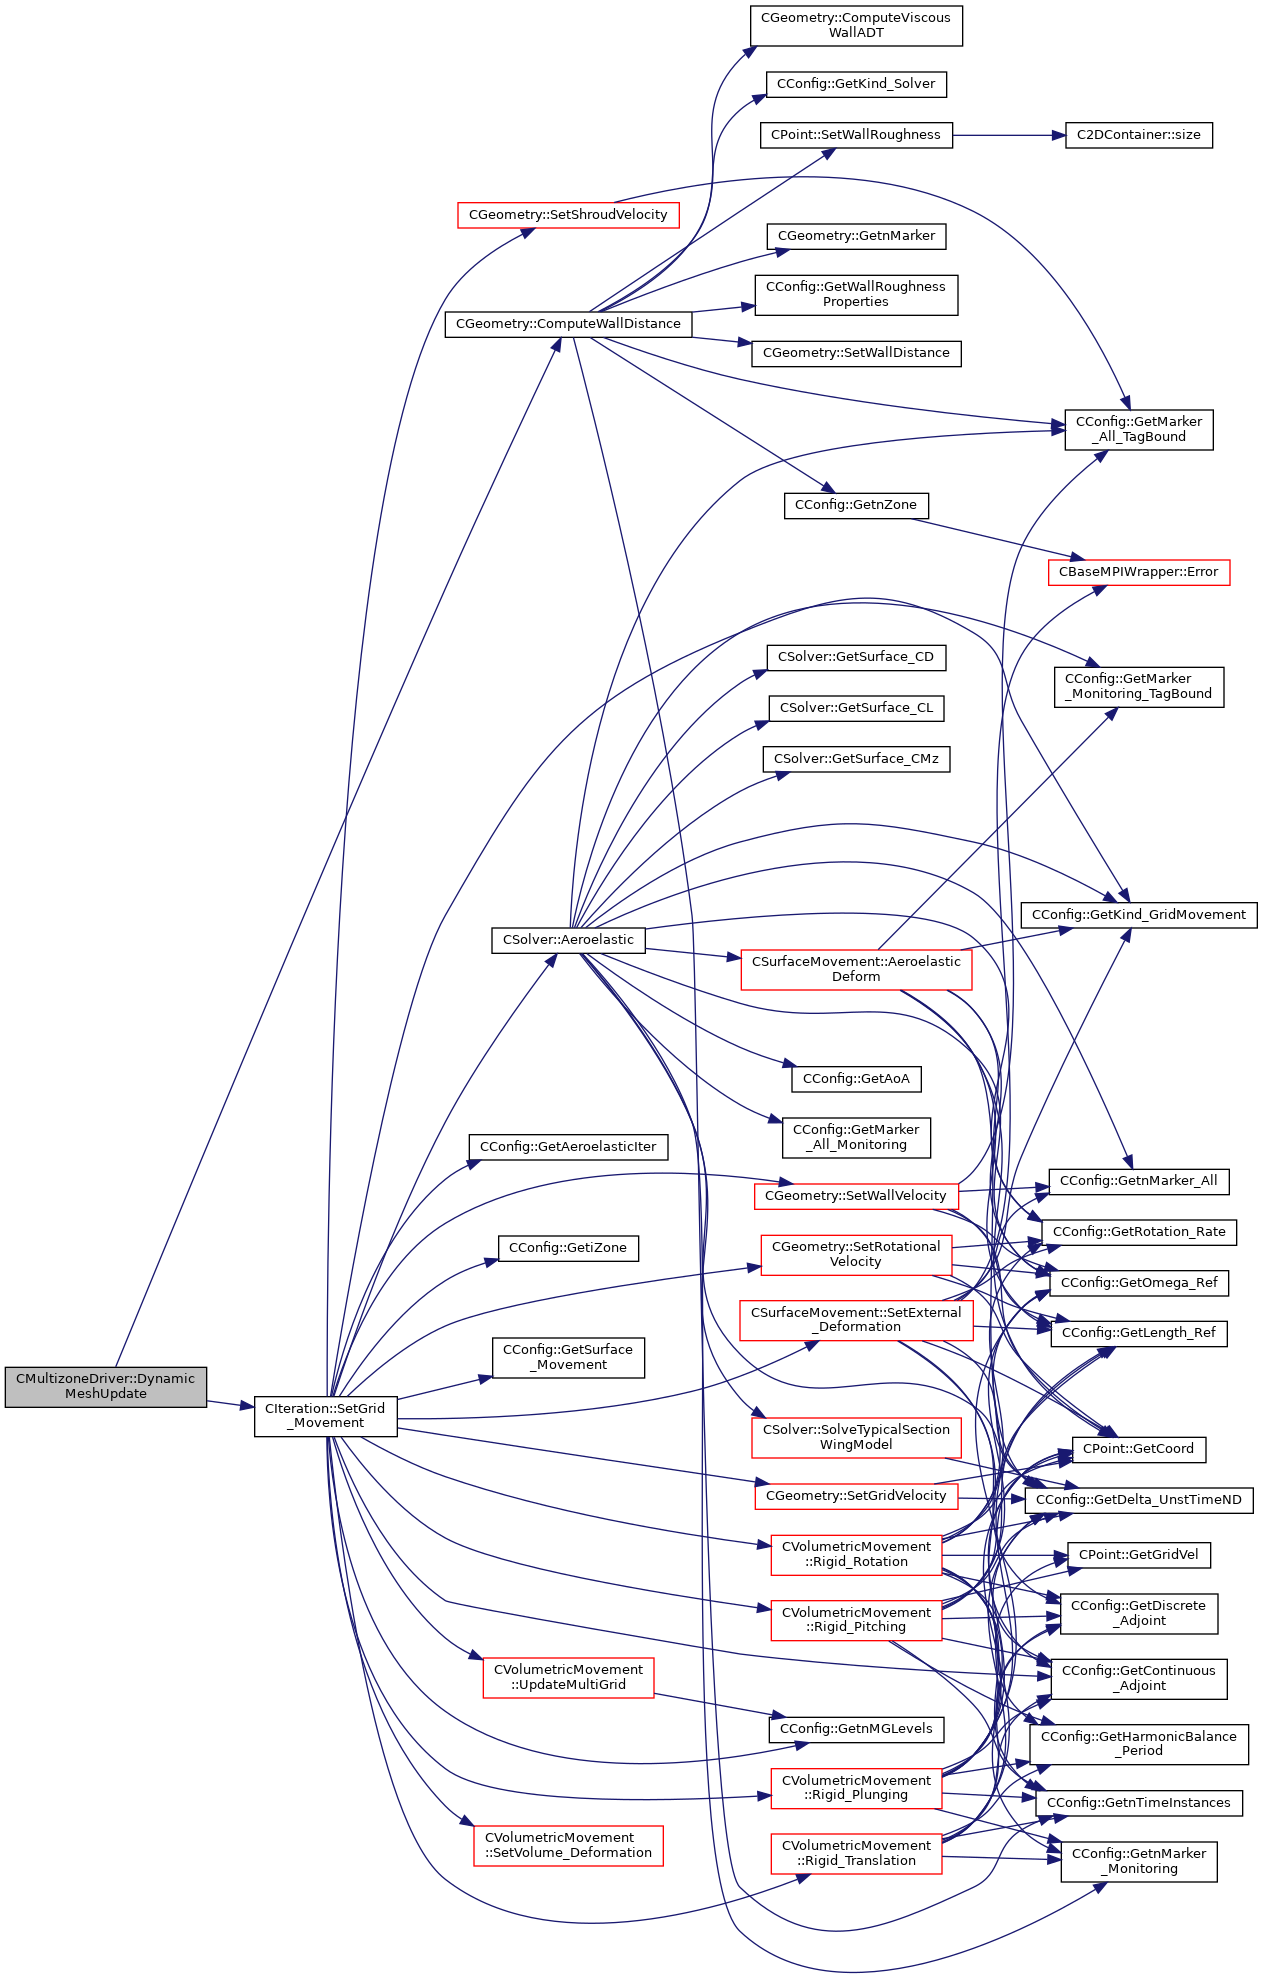 CGeometry::ComputeViscous
WallADT
CConfig::GetKind_Solver
CPoint::SetWallRoughness
C2DContainer::size
CGeometry::SetShroudVelocity
CGeometry::GetnMarker
CConfig::GetWallRoughness
Properties
CGeometry::ComputeWallDistance
CGeometry::SetWallDistance
CConfig::GetMarker
_All_TagBound
CConfig::GetnZone
CBaseMPIWrapper::Error
CSolver::GetSurface_CD
CConfig::GetMarker
_Monitoring_TagBound
CSolver::GetSurface_CL
CSolver::GetSurface_CMz
CConfig::GetKind_GridMovement
CSolver::Aeroelastic
CSurfaceMovement::Aeroelastic
Deform
CConfig::GetAoA
CConfig::GetMarker
_All_Monitoring
CConfig::GetAeroelasticIter
CConfig::GetnMarker_All
CGeometry::SetWallVelocity
CConfig::GetRotation_Rate
CConfig::GetiZone
CGeometry::SetRotational
Velocity
CConfig::GetOmega_Ref
CSurfaceMovement::SetExternal
_Deformation
CConfig::GetLength_Ref
CConfig::GetSurface
_Movement
CMultizoneDriver::Dynamic
MeshUpdate
CIteration::SetGrid
_Movement
CSolver::SolveTypicalSection
WingModel
CPoint::GetCoord
CGeometry::SetGridVelocity
CConfig::GetDelta_UnstTimeND
CVolumetricMovement
::Rigid_Rotation
CPoint::GetGridVel
CVolumetricMovement
::Rigid_Pitching
CConfig::GetDiscrete
_Adjoint
CVolumetricMovement
::UpdateMultiGrid
CConfig::GetContinuous
_Adjoint
CConfig::GetnMGLevels
CConfig::GetHarmonicBalance
_Period
CVolumetricMovement
::Rigid_Plunging
CConfig::GetnTimeInstances
CVolumetricMovement
::SetVolume_Deformation
CVolumetricMovement
::Rigid_Translation
CConfig::GetnMarker
_Monitoring